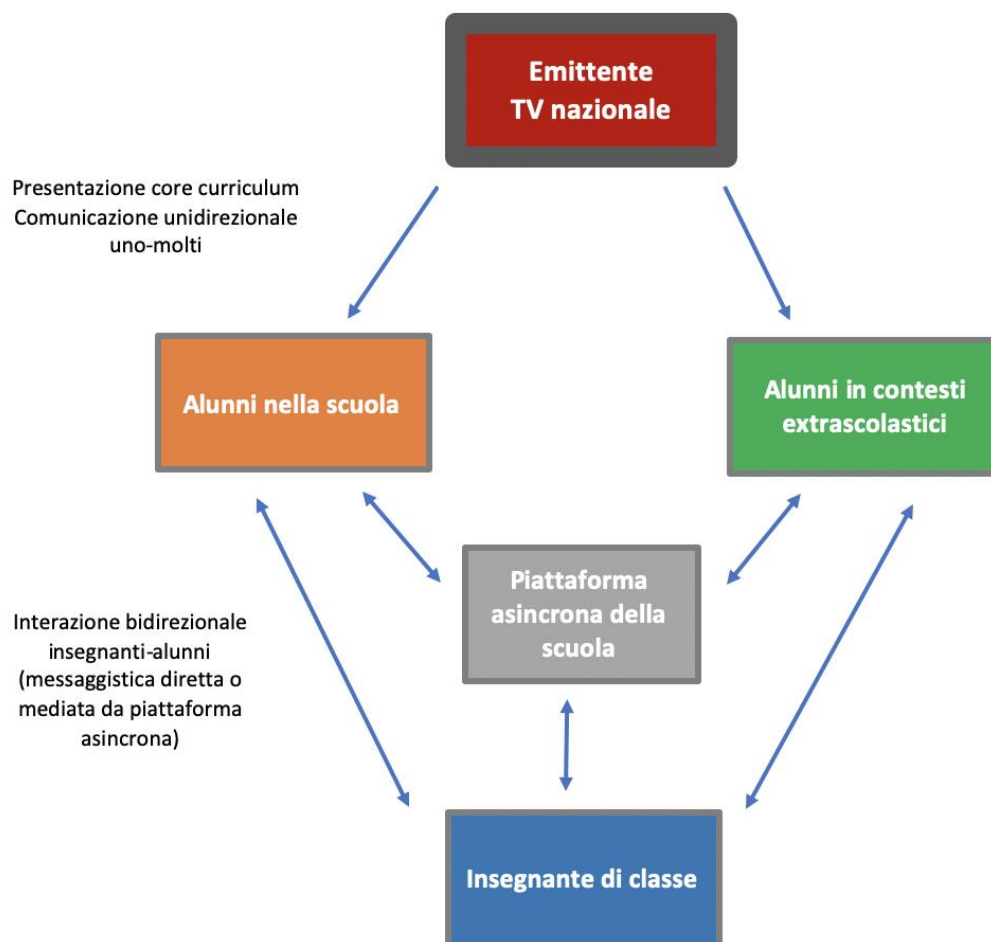 Emittente
TV nazionale
Presentazione core curriculum
Comunicazione unidirezionale
uno-molti
Alunni nella scuola
Alunni in contesti
extrascolastici
Piattaforma
asincrona della
scuola
Interazione bidirezionale
insegnanti-alunni
(messaggistica diretta o
mediata da piattaforma
asincrona)
Insegnante di classe